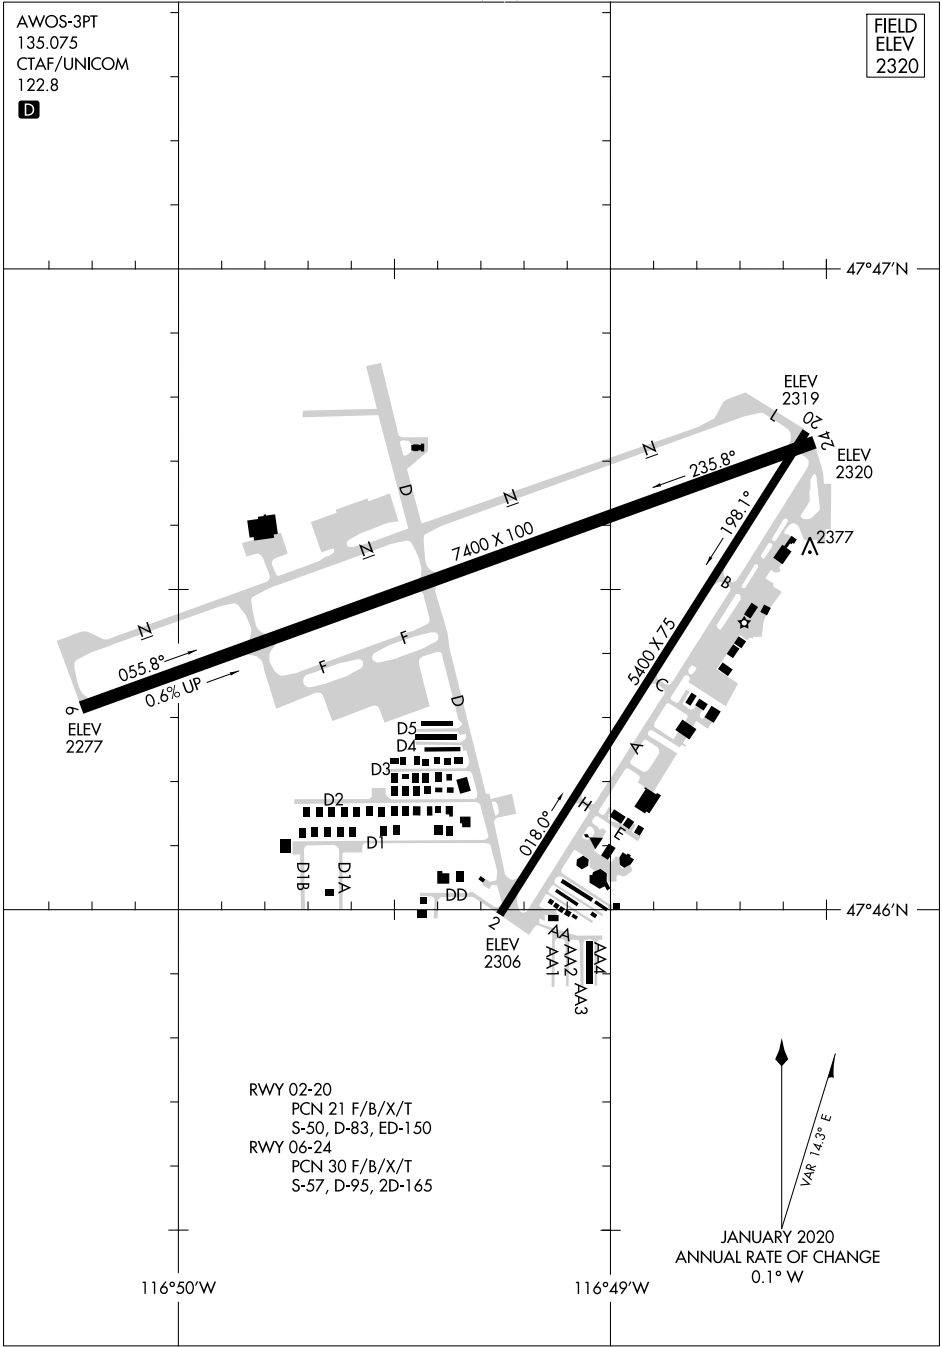 AWOS-3PT
135.075
CTAF/UNICOM
122.8
D
FIELD
ELEV
2320
47°47'N
ELEV
2319
20
24
L
ELEV
2320
N
235.8°
D
N
198.1°
7400 X 100
2377
N
B
N
F
F
5400 X 75
055.8°
0.6% UP
C
D
6
ELEV
2277
D5
D4
A
D3
D2
H
018.0°
E
D1
D1B
D1A
DD
47°46'N
2
ELEV
2306
AA
AA1
AA2
AA4
AA3
RWY 02-20
PCN 21 F/B/X/T
S-50, D-83, ED-150
RWY 06-24
PCN 30 F/B/X/T
S-57, D-95, 2D-165
VAR 14.3° E
JANUARY 2020
ANNUAL RATE OF CHANGE
0.1° W
116°50'W
116°49'W